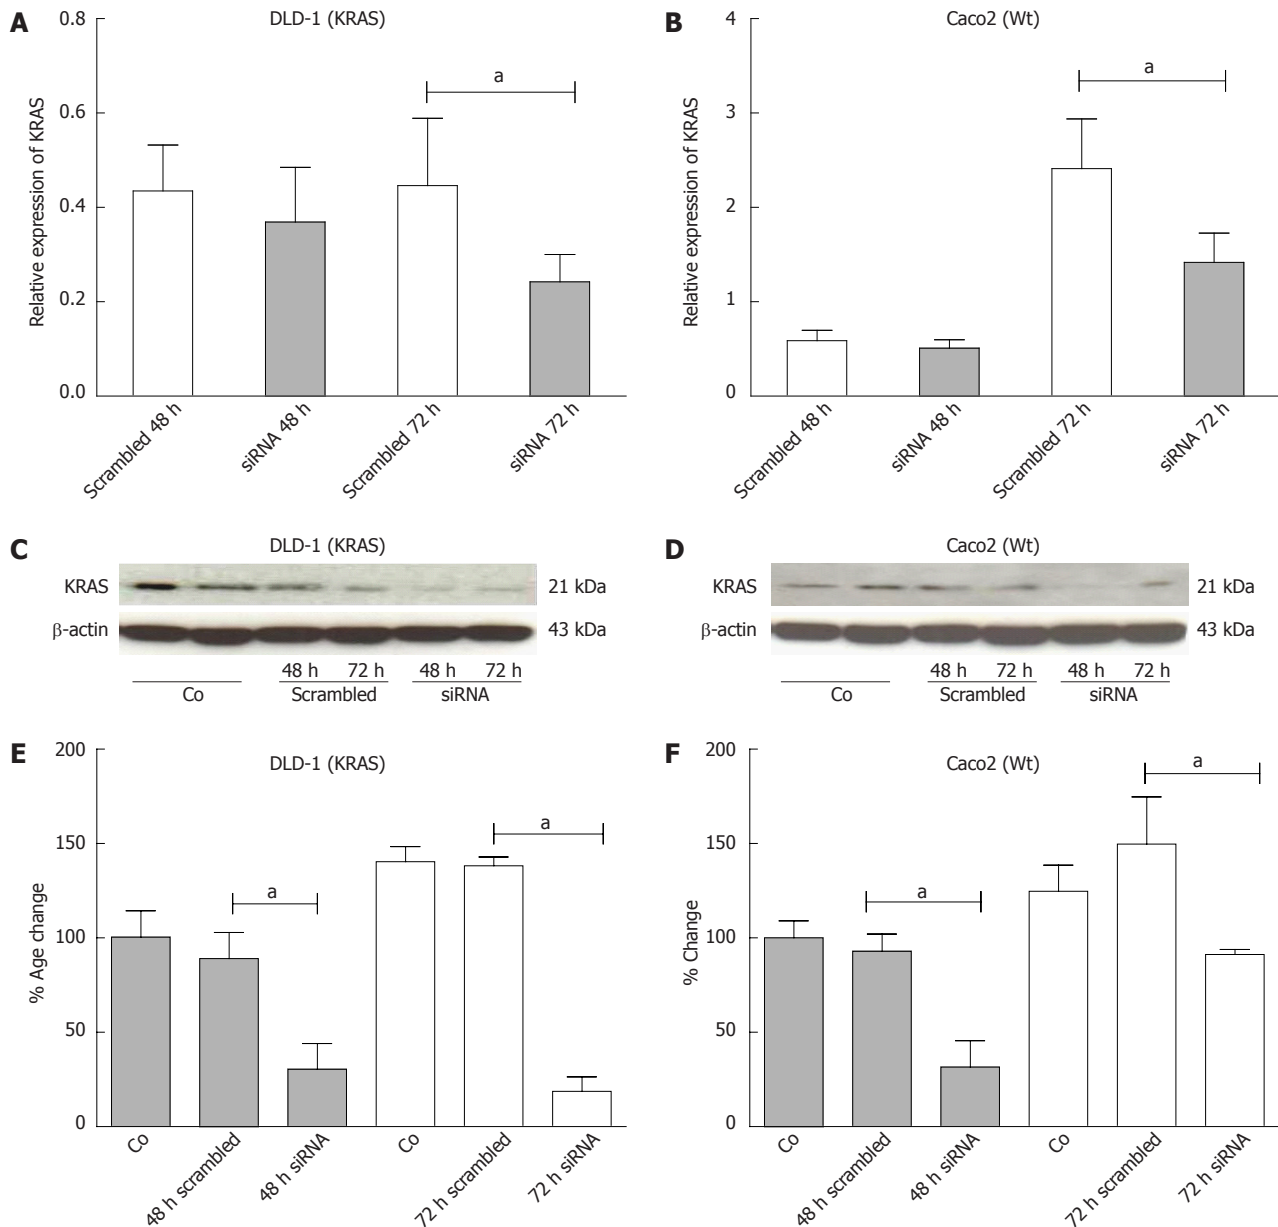 A
DLD-1 (KRAS)
Relative expression of KRAS
0.8
0.6
0.4
0.2
0.0
a
Scrambled 48 h
siRNA 48 h
Scrambled 72 h
siRNA 72 h
B
Caco2 (Wt)
Relative expression of KRAS
4
3
2
1
0
a
Scrambled 48 h
siRNA 48 h
Scrambled 72 h
siRNA 72 h
C
DLD-1 (KRAS)
KRAS
21 kDa
β-actin
43 kDa
48 h 72 h 48 h 72 h
Co Scrambled siRNA
D
Caco2 (Wt)
KRAS
21 kDa
β-actin
43 kDa
48 h 72 h 48 h 72 h
Co Scrambled siRNA
E
DLD-1 (KRAS)
% Age change
200
150
100
50
0
a
a
Co
48 h scrambled
48 h siRNA
Co
72 h scrambled
72 h siRNA
F
Caco2 (Wt)
% Change
200
150
100
50
0
a
a
Co
48 h scrambled
48 h siRNA
Co
72 h scrambled
72 h siRNA